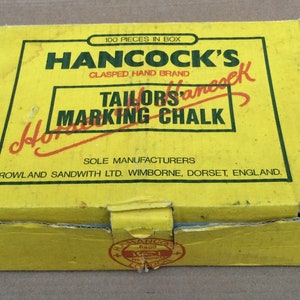 100 PIECES IN BOX
HANCOCK'S
CLASPED HAND BRAND
TAILORS'
MARKING CHALK
Hancock
SOLE MANUFACTURERS
ROWLAND SANDWITH LTD. WIMBORNE, DORSET, ENGLAND.